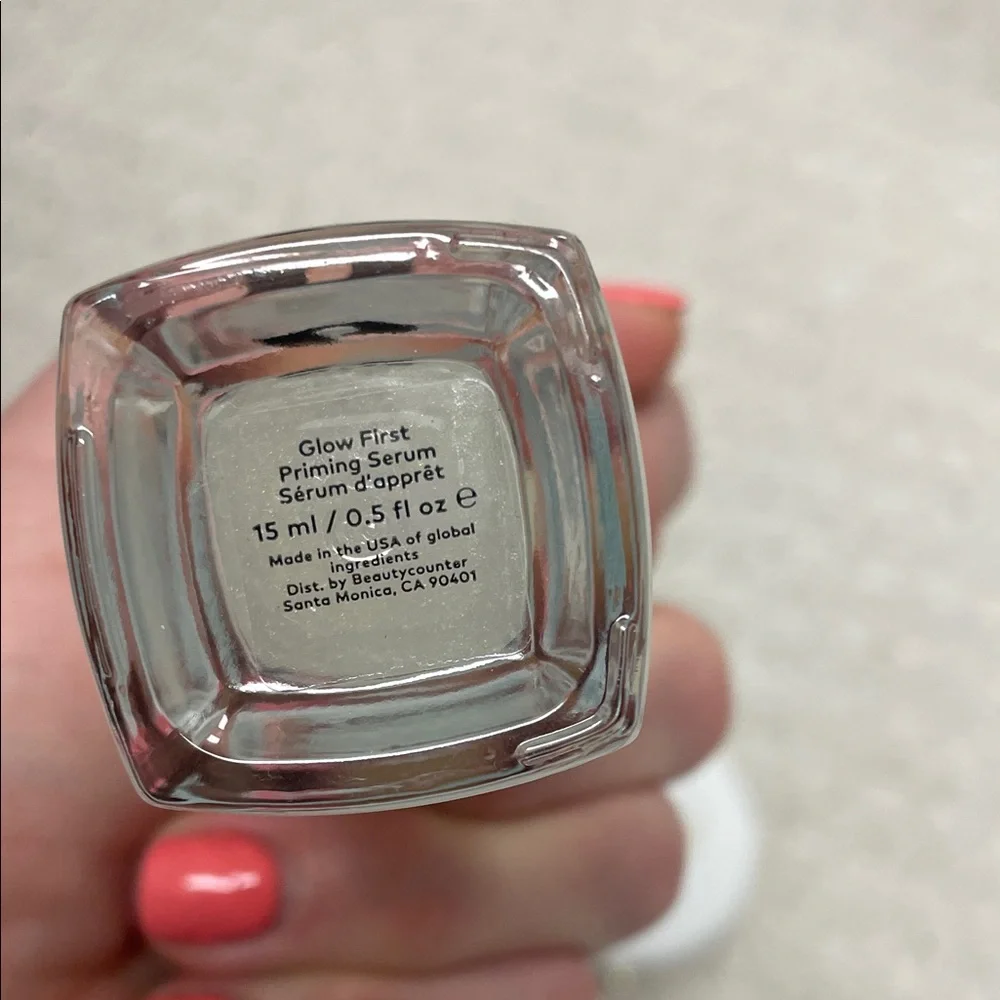 Glow First
Priming Serum
Sérum d'apprêt
15 ml / 0.5 fl oz ℮
Made in the USA of global
ingredients
Dist. by Beautycounter
Santa Monica, CA 90401